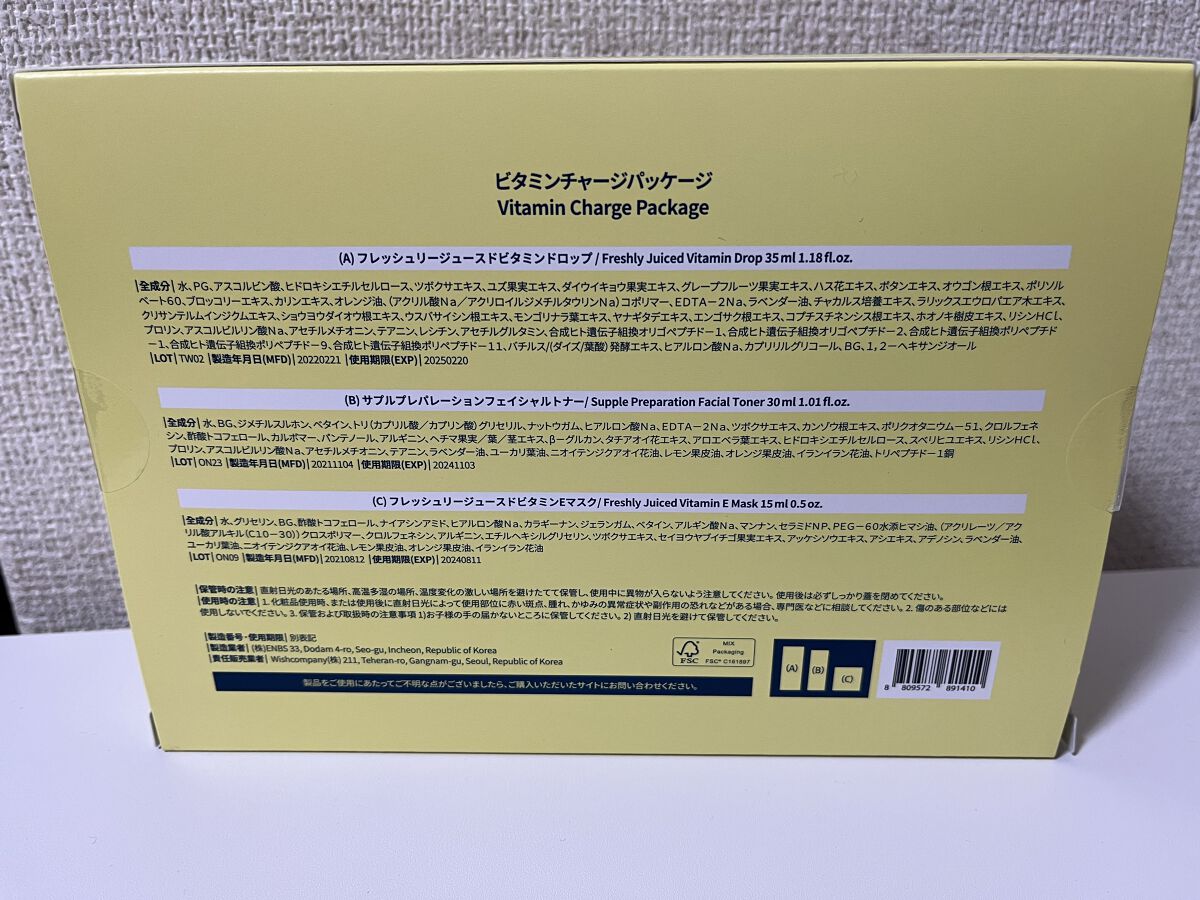 ビタミンチャージパッケージ
Vitamin Charge Package
(A) フレッシュリージュースドビタミンドロップ / Freshly Juiced Vitamin Drop 35 ml 1.18 fl.oz.
|全成分| 水、PG、アスコルビン酸、ヒドロキシエチルセルロース、ツボクサエキス、ユズ果実エキス、ダイウイキョウ果実エキス、グレープフルーツ果実エキス、ハス花エキス、ボタンエキス、オウゴン根エキス、ポリソル
ベート60、ブロッコリーエキス、カリンエキス、オレンジ油、(アクリル酸Na／アクリロイルジメチルタウリンNa) コポリマー、EDTA－2Na、ラベンダー油、チャカルス培養エキス、ラリックスエウロパエア木エキス、
クリサンテルムインジクムエキス、ショウヨウダイオウ根エキス、ウスバサイシン根エキス、モンゴリナラ葉エキス、ヤナギタデエキス、エンゴサク根エキス、コプチスチネンシス根エキス、ホオノキ樹皮エキス、リシンHCl、
プロリン、アスコルビルリン酸Na、アセチルメチオニン、テアニン、レシチン、アセチルグルタミン、合成ヒト遺伝子組換オリゴペプチド－1、合成ヒト遺伝子組換オリゴペプチド－2、合成ヒト遺伝子組換ポリペプチド
－1、合成ヒト遺伝子組換ポリペプチド－9、合成ヒト遺伝子組換ポリペプチド－11、バチルス/(ダイズ/葉酸) 発酵エキス、ヒアルロン酸Na、カプリリルグリコール、BG、1，2－ヘキサンジオール
|LOT| TW02 |製造年月日(MFD)| 20220221 |使用期限(EXP)| 20250220
(B) サプルプレパレーションフェイシャルトナー/ Supple Preparation Facial Toner 30 ml 1.01 fl.oz.
|全成分| 水、BG、ジメチルスルホン、ベタイン、トリ（カプリル酸／カプリン酸）グリセリル、ナットウガム、ヒアルロン酸Na、EDTA－2Na、ツボクサエキス、カンゾウ根エキス、ポリクオタニウム－51、クロルフェネ
シン、酢酸トコフェロール、カルボマー、パンテノール、アルギニン、ヘチマ果実／葉／茎エキス、β－グルカン、タチアオイ花エキス、アロエベラ葉エキス、ヒドロキシエチルセルロース、スベリヒユエキス、リシンHCl、
プロリン、アスコルビルリン酸Na、アセチルメチオニン、テアニン、ラベンダー油、ユーカリ葉油、ニオイテンジクアオイ花油、レモン果皮油、オレンジ果皮油、イランイラン花油、トリペプチド－1銅
|LOT| ON23 |製造年月日(MFD)| 20211104 |使用期限(EXP)| 20241103
(C) フレッシュリージュースドビタミンEマスク/ Freshly Juiced Vitamin E Mask 15 ml 0.5 oz.
|全成分| 水、グリセリン、BG、酢酸トコフェロール、ナイアシンアミド、ヒアルロン酸Na、カラギーナン、ジェランガム、ベタイン、アルギン酸Na、マンナン、セラミドNP、PEG－60水添ヒマシ油、（アクリレーツ／アク
リル酸アルキル（C10－30））クロスポリマー、クロルフェネシン、アルギニン、エチルヘキシルグリセリン、ツボクサエキス、セイヨウヤブイチゴ果実エキス、アッケシソウエキス、アシエキス、アデノシン、ラベンダー油、
ユーカリ葉油、ニオイテンジクアオイ花油、レモン果皮油、オレンジ果皮油、イランイラン花油
|LOT| ON09 |製造年月日(MFD)| 20210812 |使用期限(EXP)| 20240811
|保管時の注意| 直射日光のあたる場所、高温多湿の場所、温度変化の激しい場所を避けたてて保管し、使用中に異物が入らないよう注意してください。使用後は必ずしっかり蓋を閉めてください。
|使用時の注意| 1. 化粧品使用時、または使用後に直射日光によって使用部位に赤い斑点、腫れ、かゆみの異常症状や副作用の恐れなどがある場合、専門医などに相談してください。2. 傷のある部位などには
使用しないでください。3. 保管および取扱時の注意事項 1)お子様の手の届かないところに保管してください。2) 直射日光を避けて保管してください。
|製造番号・使用期限| 別表記
|製造業者| (株)ENBS 33, Dodam 4-ro, Seo-gu, Incheon, Republic of Korea
|責任販売業者| Wishcompany(株) 211, Teheran-ro, Gangnam-gu, Seoul, Republic of Korea
製品をご使用にあたってご不明な点がございましたら、ご購入いただいたサイトにお問い合わせください。
FSC
MIX
Packaging
FSC® C161897
(A) (B) (C)
8 809572 891410